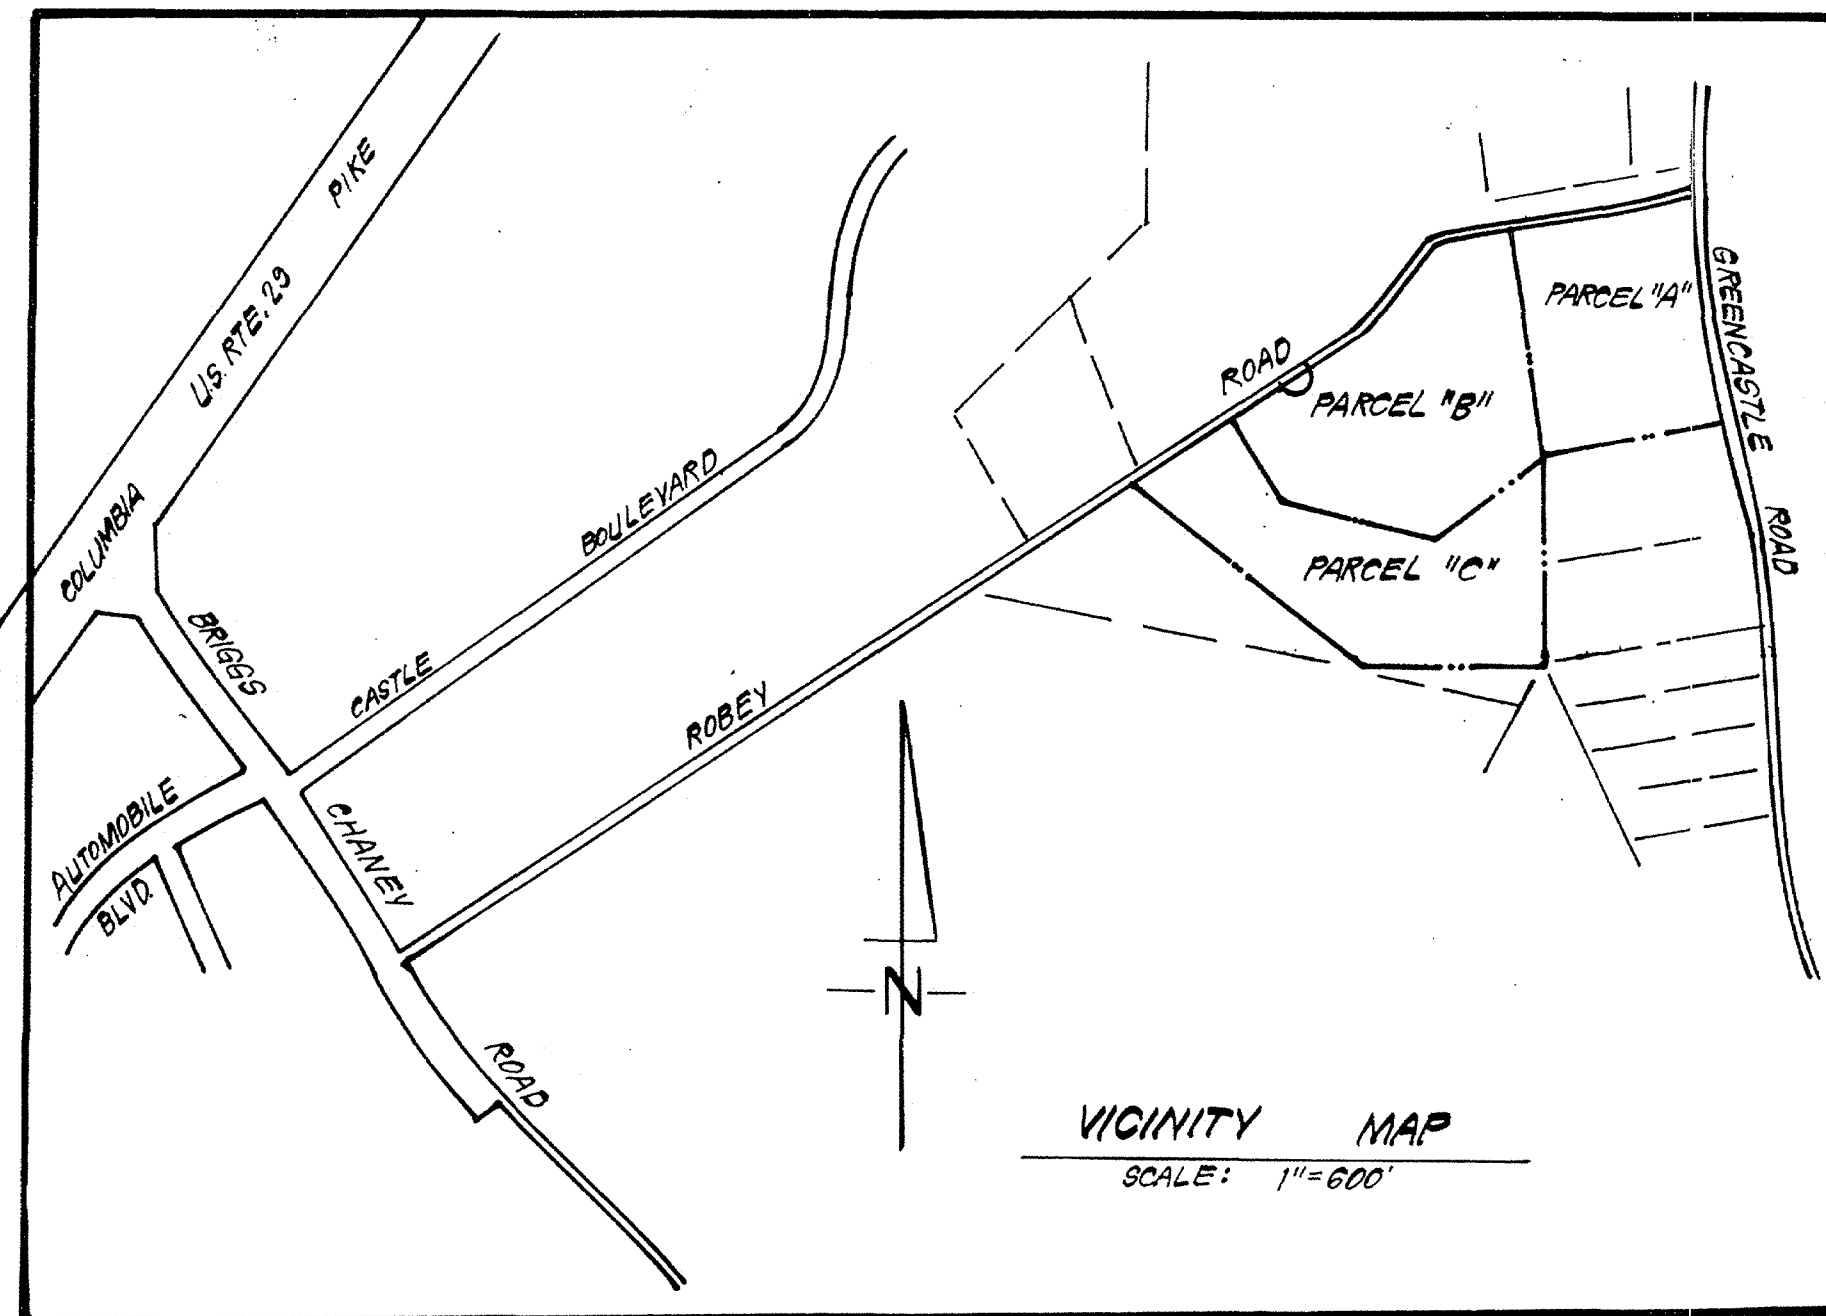 PIKE
U.S. RTE. 29
COLUMBIA
BRIGGS
CHANEY
ROAD
AUTOMOBILE
BLVD.
CASTLE
BOULEVARD
ROBEY
ROAD
PARCEL "A"
PARCEL "B"
PARCEL "C"
GREENCASTLE
ROAD
N
VICINITY MAP
SCALE: 1"=600'